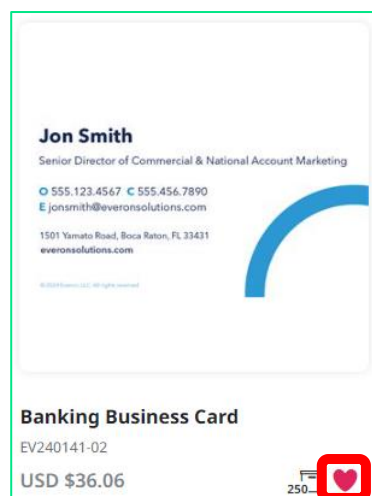 Jon Smith
Senior Director of Commercial & National Account Marketing
O 555.123.4567 C 555.456.7890
E jonsmith@everonsolutions.com
1501 Yamato Road, Boca Raton, FL 33431
everonsolutions.com
Banking Business Card
EV240141-02
USD $36.06
250